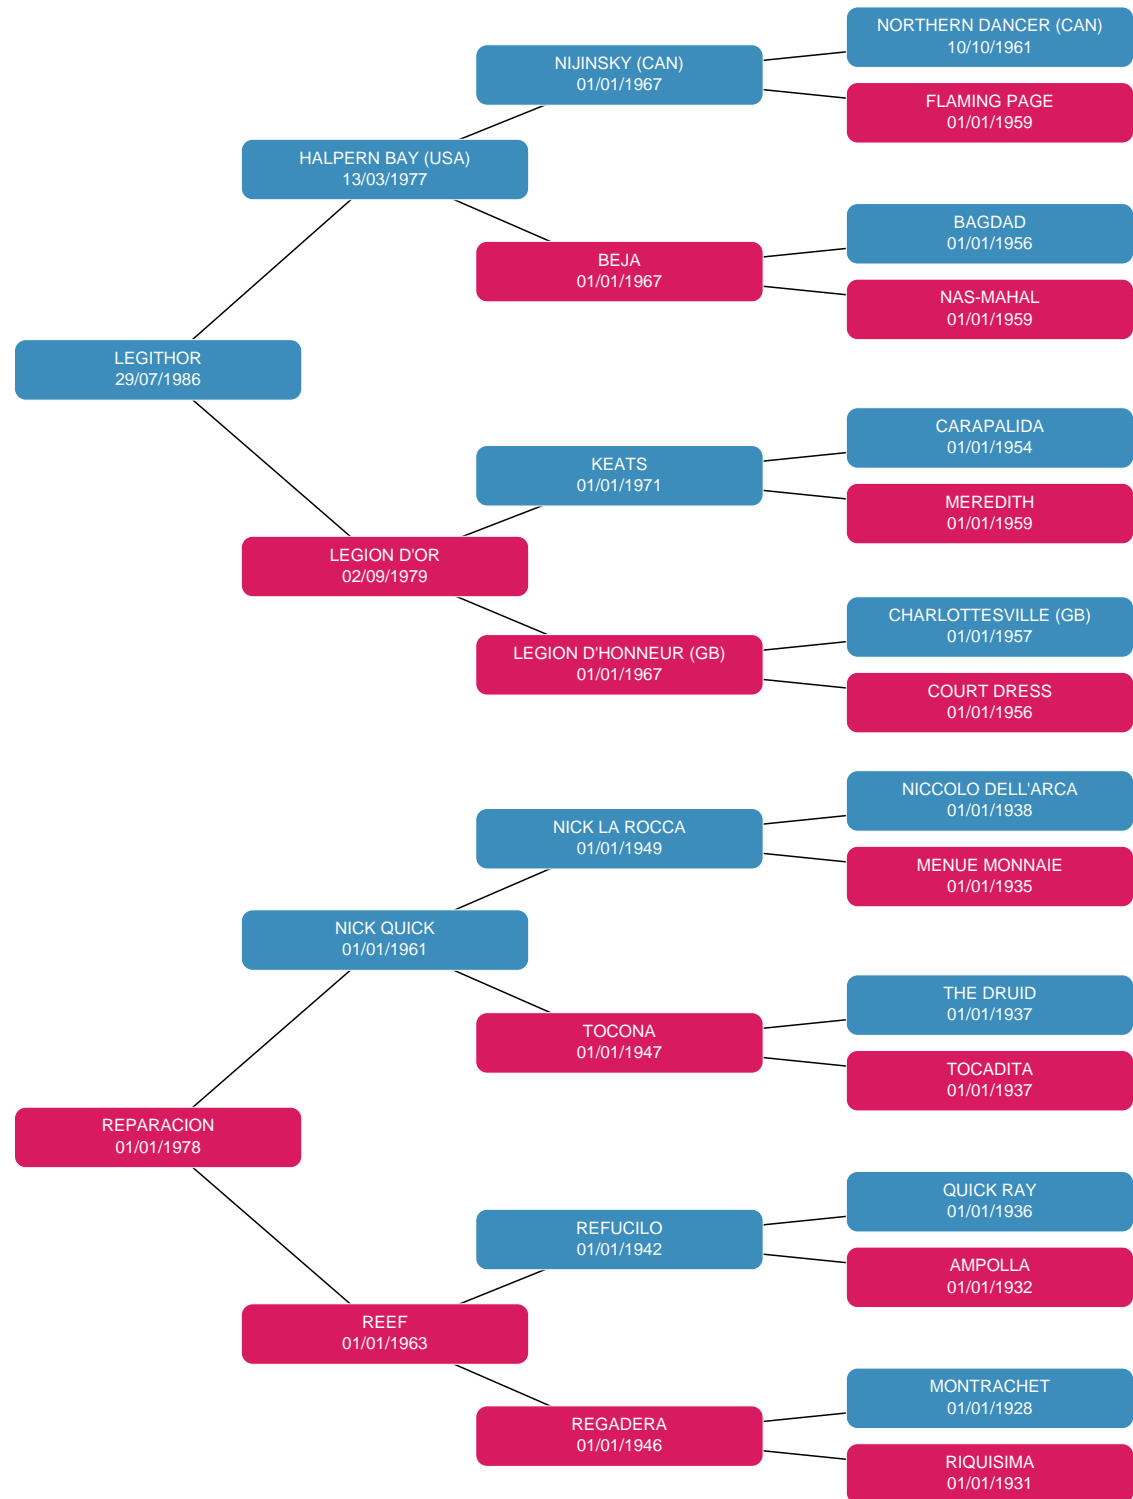 NORTHERN DANCER (CAN)
10/10/1961
NIJINSKY (CAN)
01/01/1967
FLAMING PAGE
01/01/1959
HALPERN BAY (USA)
13/03/1977
BAGDAD
01/01/1956
BEJA
01/01/1967
NAS-MAHAL
01/01/1959
LEGITHOR
29/07/1986
CARAPALIDA
01/01/1954
KEATS
01/01/1971
MEREDITH
01/01/1959
LEGION D'OR
02/09/1979
CHARLOTTESVILLE (GB)
01/01/1957
LEGION D'HONNEUR (GB)
01/01/1967
COURT DRESS
01/01/1956
NICCOLO DELL'ARCA
01/01/1938
NICK LA ROCCA
01/01/1949
MENUE MONNAIE
01/01/1935
NICK QUICK
01/01/1961
THE DRUID
01/01/1937
TOCONA
01/01/1947
TOCADITA
01/01/1937
REPARACION
01/01/1978
QUICK RAY
01/01/1936
REFUCILO
01/01/1942
AMPOLLA
01/01/1932
REEF
01/01/1963
MONTRACHET
01/01/1928
REGADERA
01/01/1946
RIQUISIMA
01/01/1931